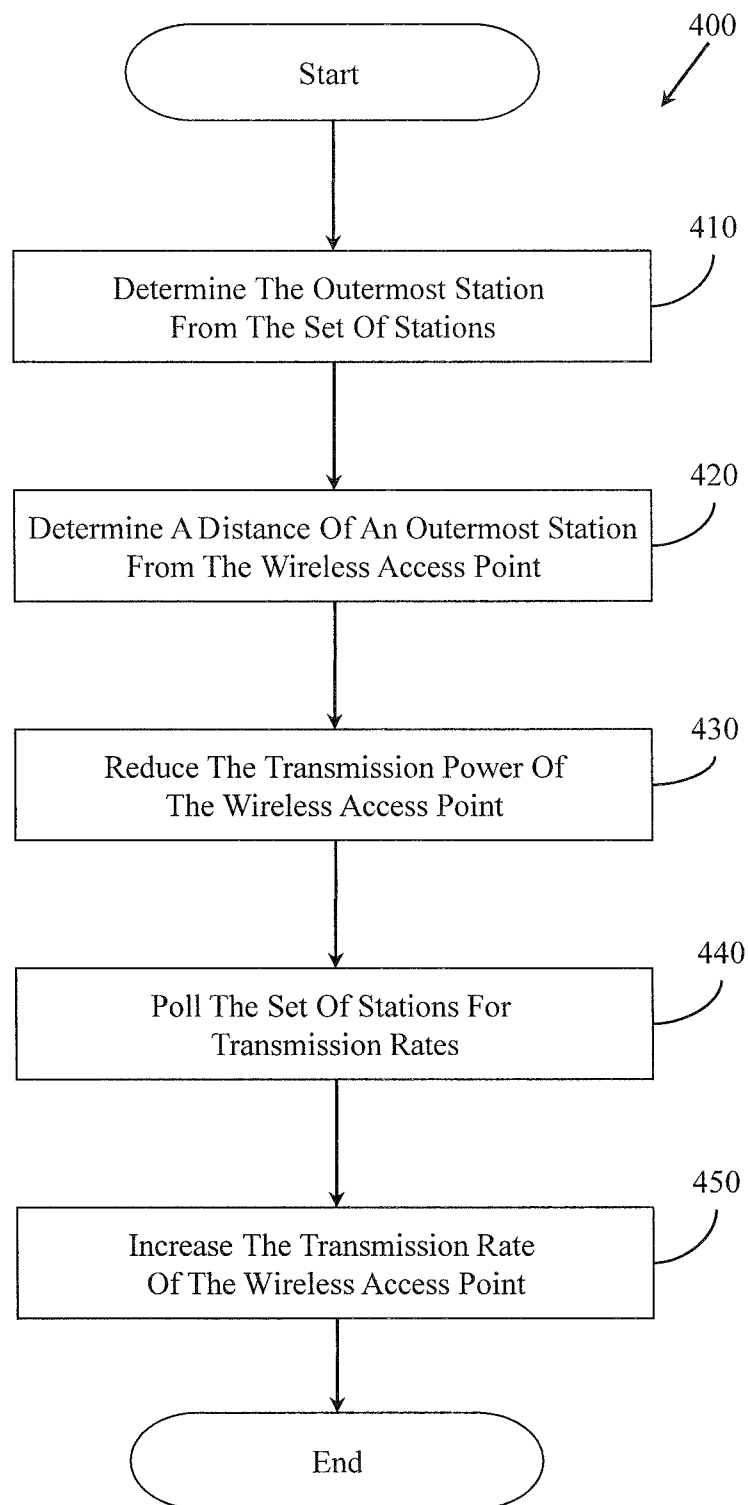 400
Start
410
Determine The Outermost Station
From The Set Of Stations
420
Determine A Distance Of An Outermost Station
From The Wireless Access Point
430
Reduce The Transmission Power Of
The Wireless Access Point
440
Poll The Set Of Stations For
Transmission Rates
450
Increase The Transmission Rate
Of The Wireless Access Point
End